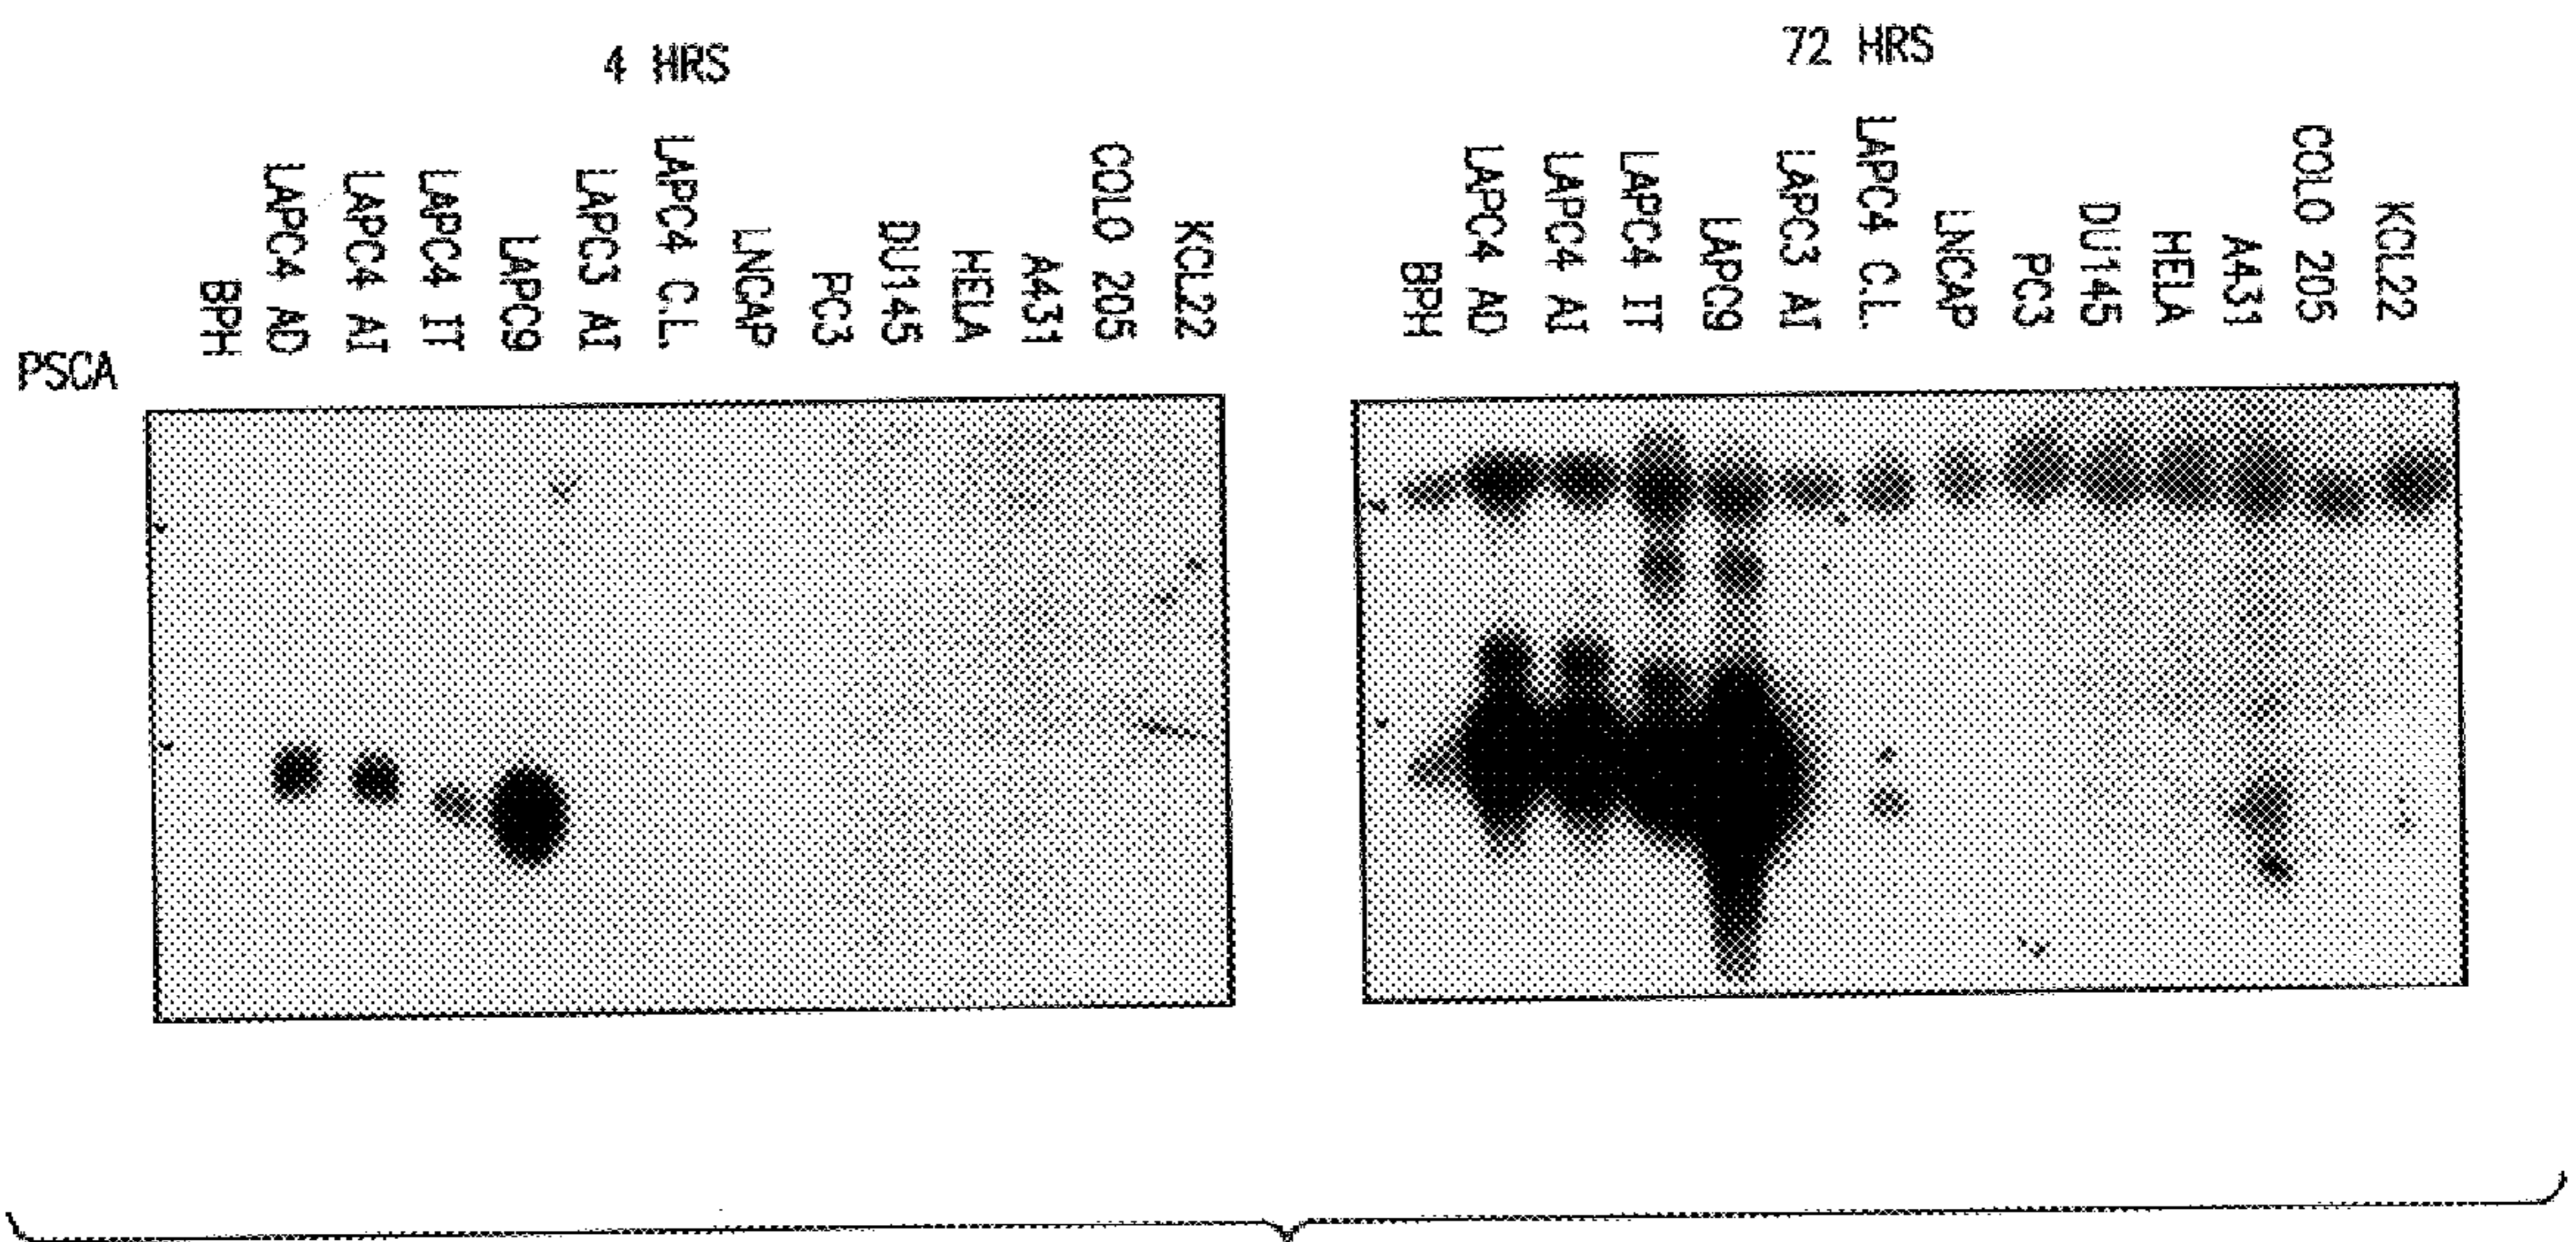 4 HRS
72 HRS
PSCA
BPH
LAPC4 AD
LAPC4 AI
LAPC4 IT
LAPC9
LAPC3 AI
LAPC4 C.L.
LNCAP
PC3
DU145
HELA
A431
COLO 205
KCL22
BPH
LAPC4 AD
LAPC4 AI
LAPC4 IT
LAPC9
LAPC3 AI
LAPC4 C.L.
LNCAP
PC3
DU145
HELA
A431
COLO 205
KCL22